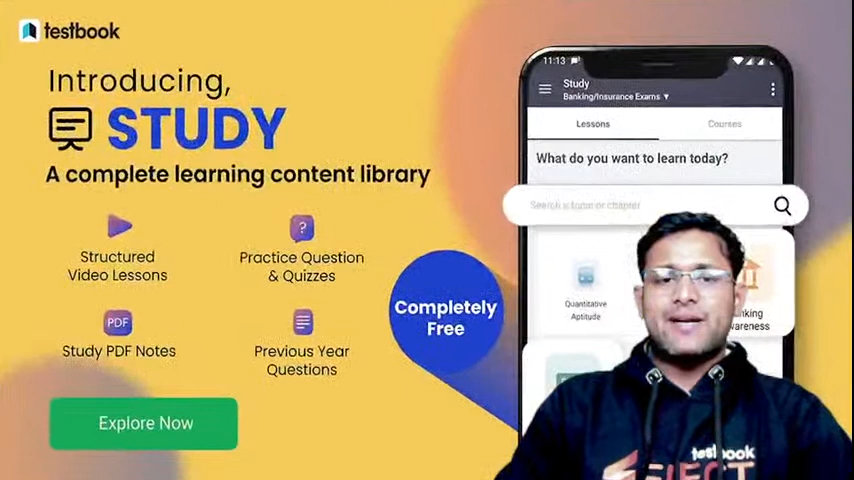 testbook
Introducing,
STUDY
A complete learning content library
Structured
Video Lessons
?
Practice Question
& Quizzes
PDF
Study PDF Notes
Previous Year
Questions
Explore Now
Completely
Free
11:13
Study
Banking/Insurance Exams ▼
Lessons
Courses
What do you want to learn today?
Search a topic or chapter
Quantitative
Aptitude
testbook